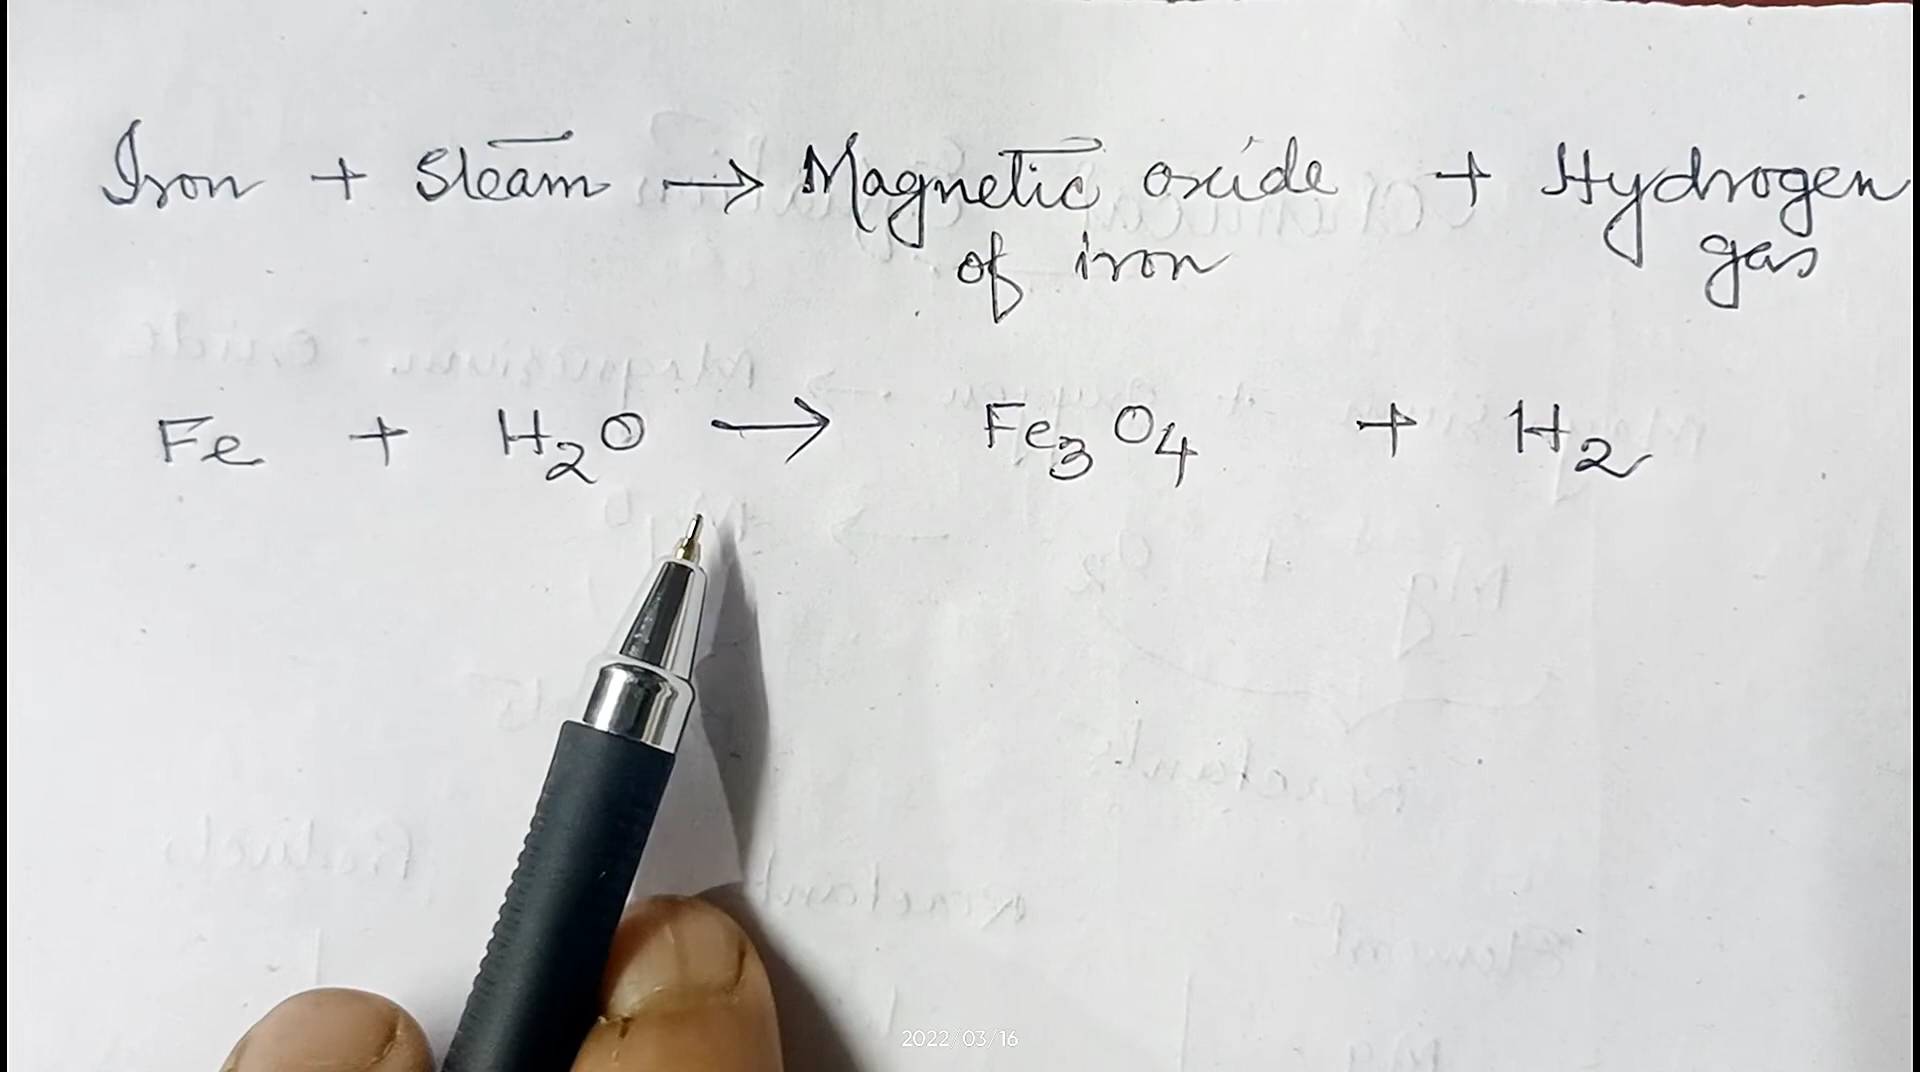 Iron + Steam → Magnetic oxide + Hydrogen
of iron gas
Fe + H₂O → Fe₃O₄ + H₂
2022/03/16